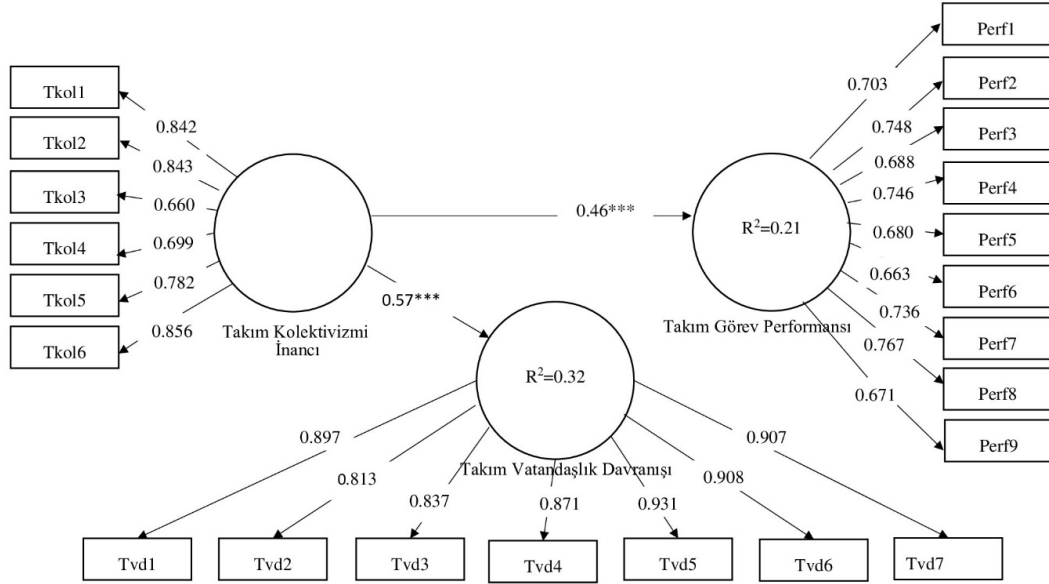 Tkol1
Tkol2
Tkol3
Tkol4
Tkol5
Tkol6
0.842
0.843
0.660
0.699
0.782
0.856
Takım Kolektivizmi
İnancı
0.46***
0.57***
R²=0.21
Takım Görev Performansı
0.703
0.748
0.688
0.746
0.680
0.663
0.736
0.767
0.671
Perf1
Perf2
Perf3
Perf4
Perf5
Perf6
Perf7
Perf8
Perf9
R²=0.32
Takım Vatandaşlık Davranışı
0.897
0.813
0.837
0.871
0.931
0.908
0.907
Tvd1
Tvd2
Tvd3
Tvd4
Tvd5
Tvd6
Tvd7